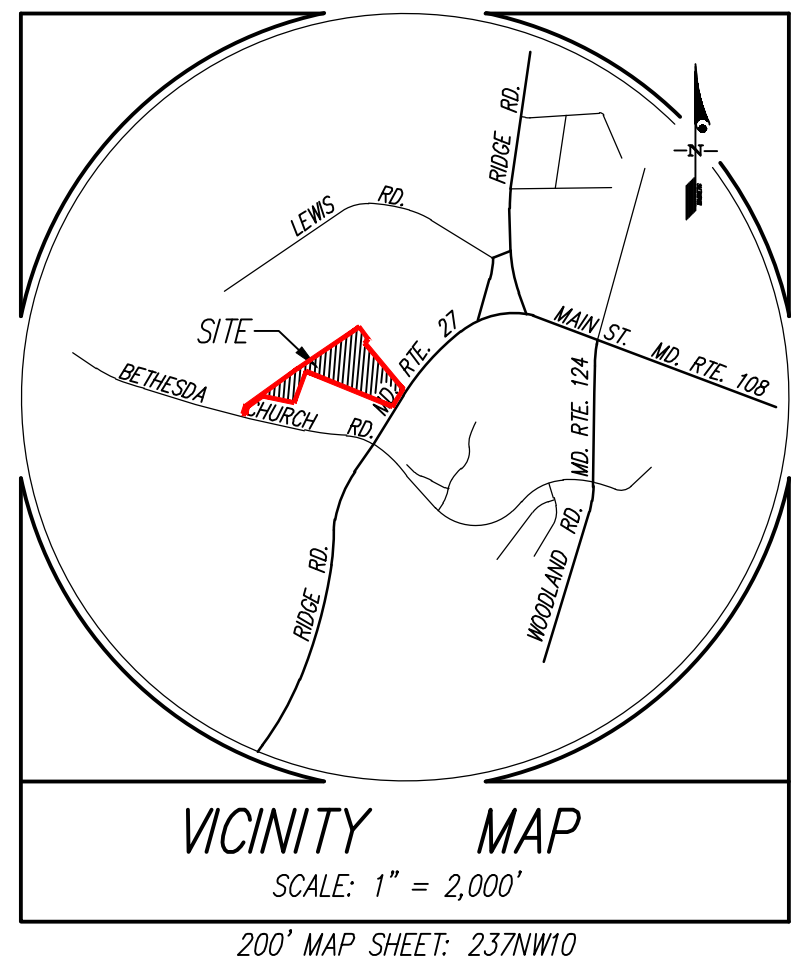 RIDGE RD.
-N-
LEWIS RD.
SITE
MD. RTE. 27
MAIN ST. MD. RTE. 108
BETHESDA CHURCH RD.
MD. RTE. 124
WOODLAND RD.
RIDGE RD.
VICINITY MAP
SCALE: 1" = 2,000'
200' MAP SHEET: 237NW10